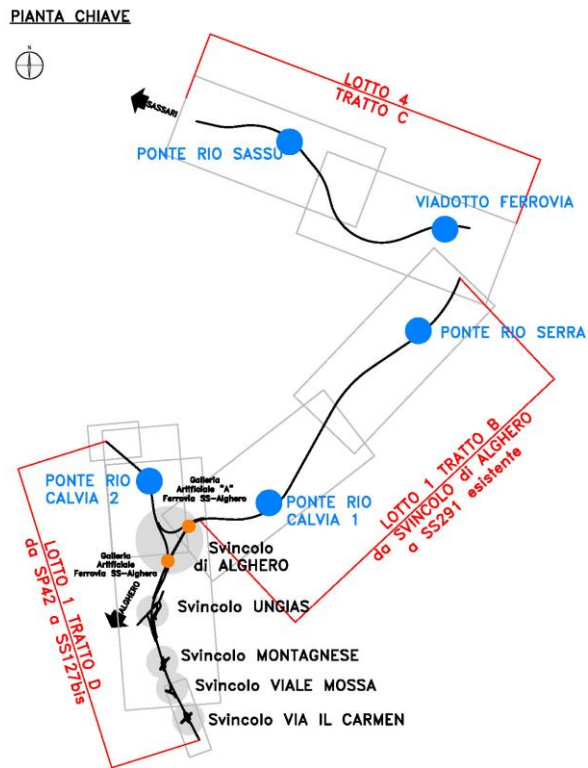 PIANTA CHIAVE
N
LOTTO 4
TRATTO C
SASSARI
PONTE RIO SASSU
VIADOTTO FERROVIA
PONTE RIO SERRA
LOTTO 1 TRATTO B
da SVINCOLO di ALGHERO
a SS291 esistente
PONTE RIO
CALVIA 2
Galleria
Artificiale "A"
Ferrovia SS-Alghero
PONTE RIO
CALVIA 1
Svincolo
di ALGHERO
Galleria
Artificiale
Ferrovia SS-Alghero
LOTTO 1 TRATTO D
da SP42 a SS127bis
ALGHERO
Svincolo UNGIAS
Svincolo MONTAGNESE
Svincolo VIALE MOSSA
Svincolo VIA IL CARMEN